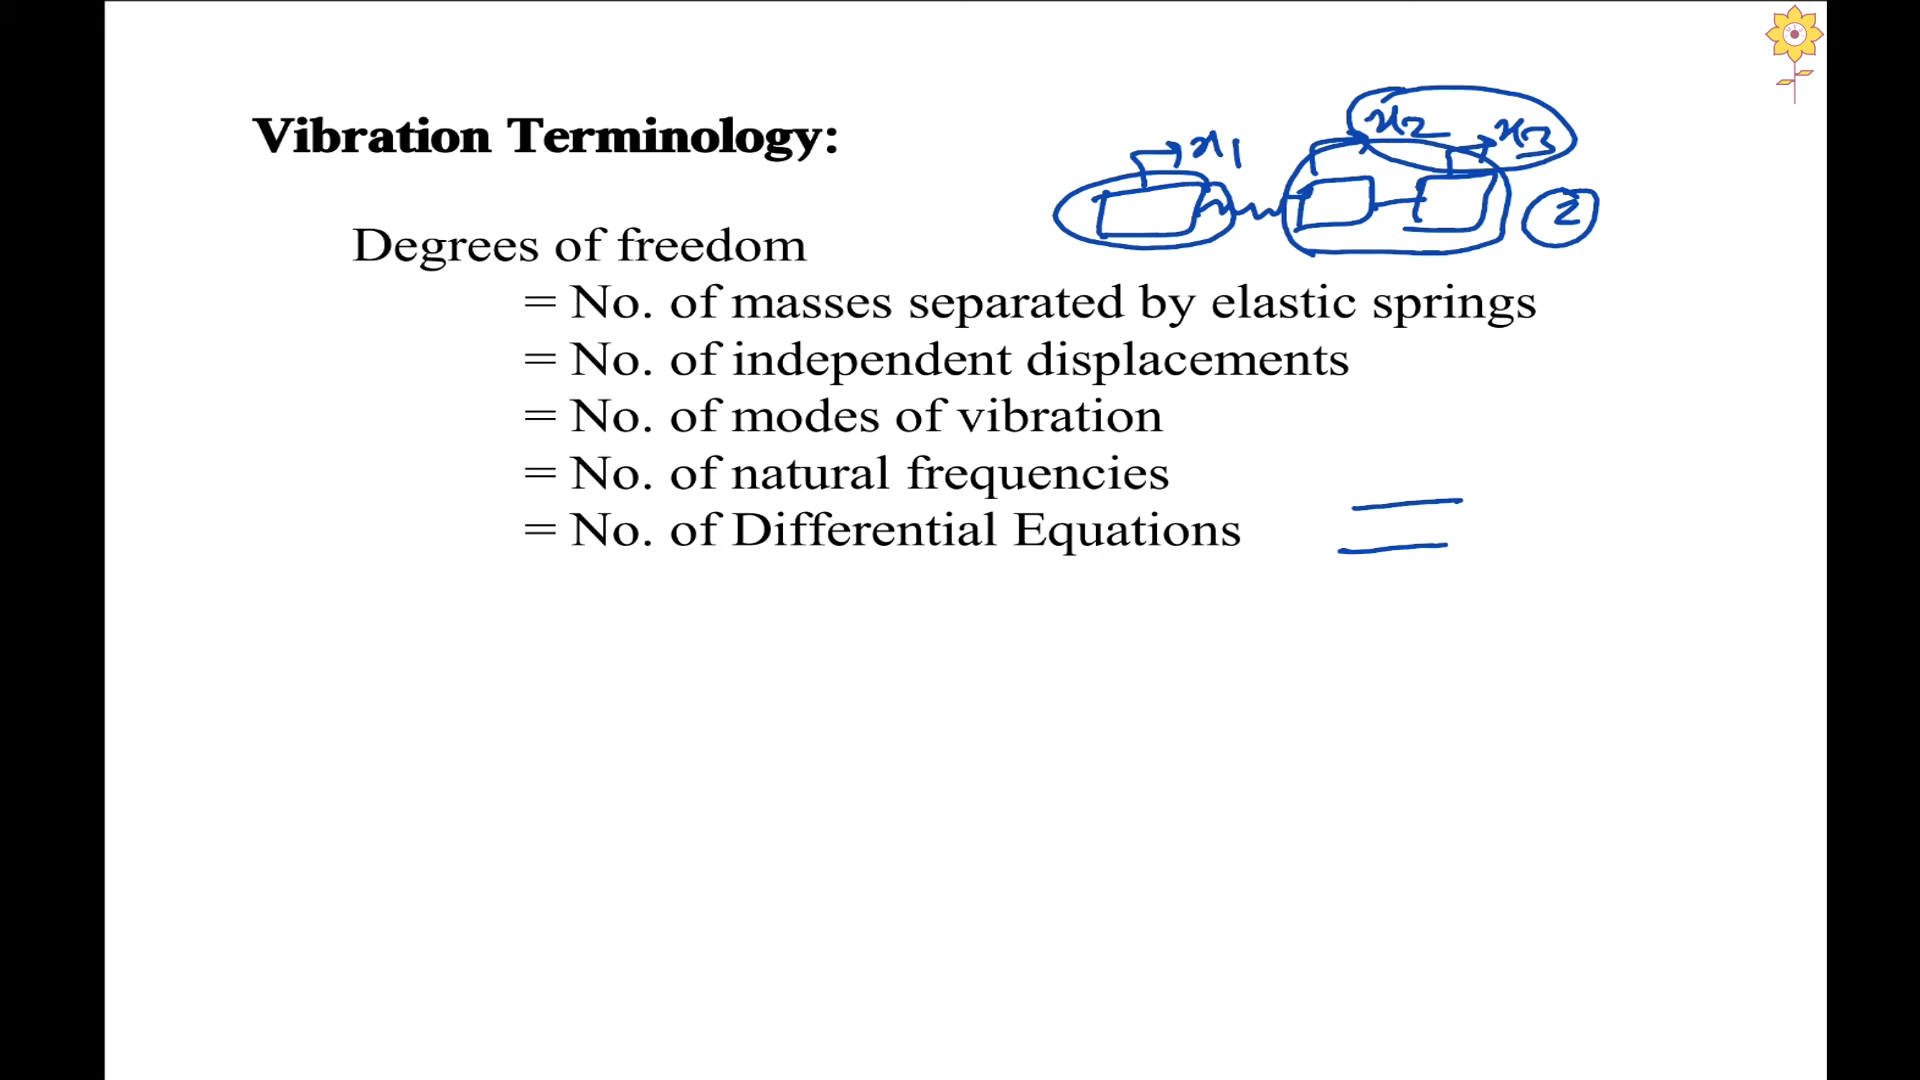 Vibration Terminology:
x1
x2
x3
2
Degrees of freedom
= No. of masses separated by elastic springs
= No. of independent displacements
= No. of modes of vibration
= No. of natural frequencies
= No. of Differential Equations